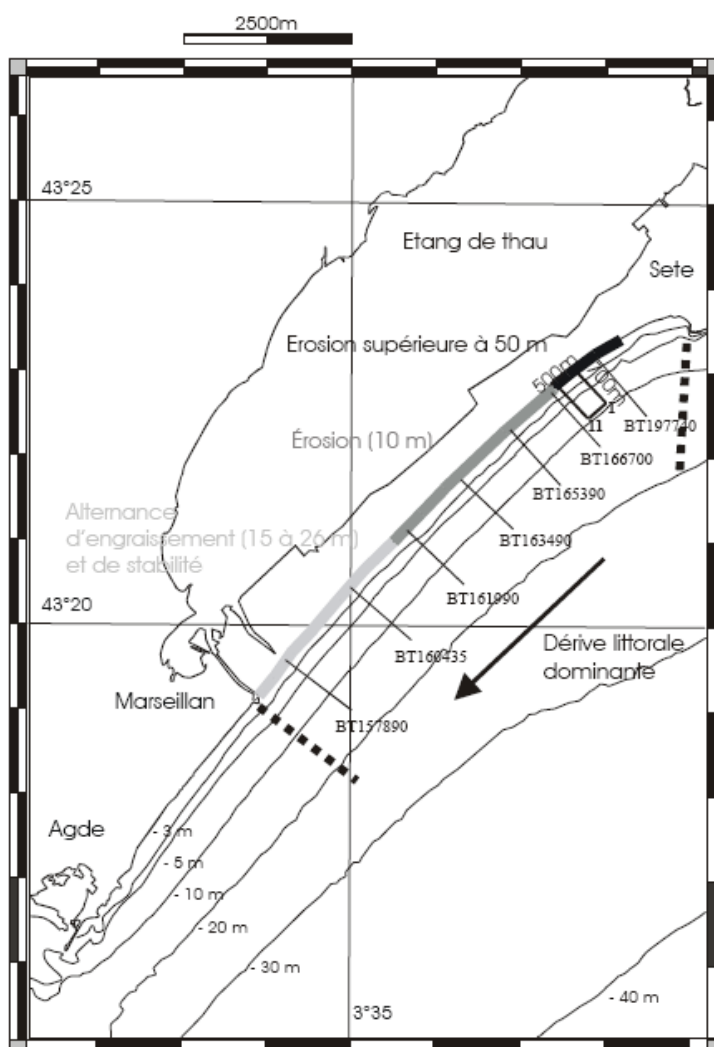 2500m
43°25
Etang de thau
Sete
Erosion supérieure à 50 m
500m
700m
I
II
BT197740
BT166700
Érosion (10 m)
BT165390
Alternance
d'engraissement (15 à 26 m)
et de stabilité
BT163490
BT161990
43°20
Dérive littorale
dominante
BT160435
Marseillan
BT157890
Agde
- 3 m
- 5 m
- 10 m
- 20 m
- 30 m
- 40 m
3°35